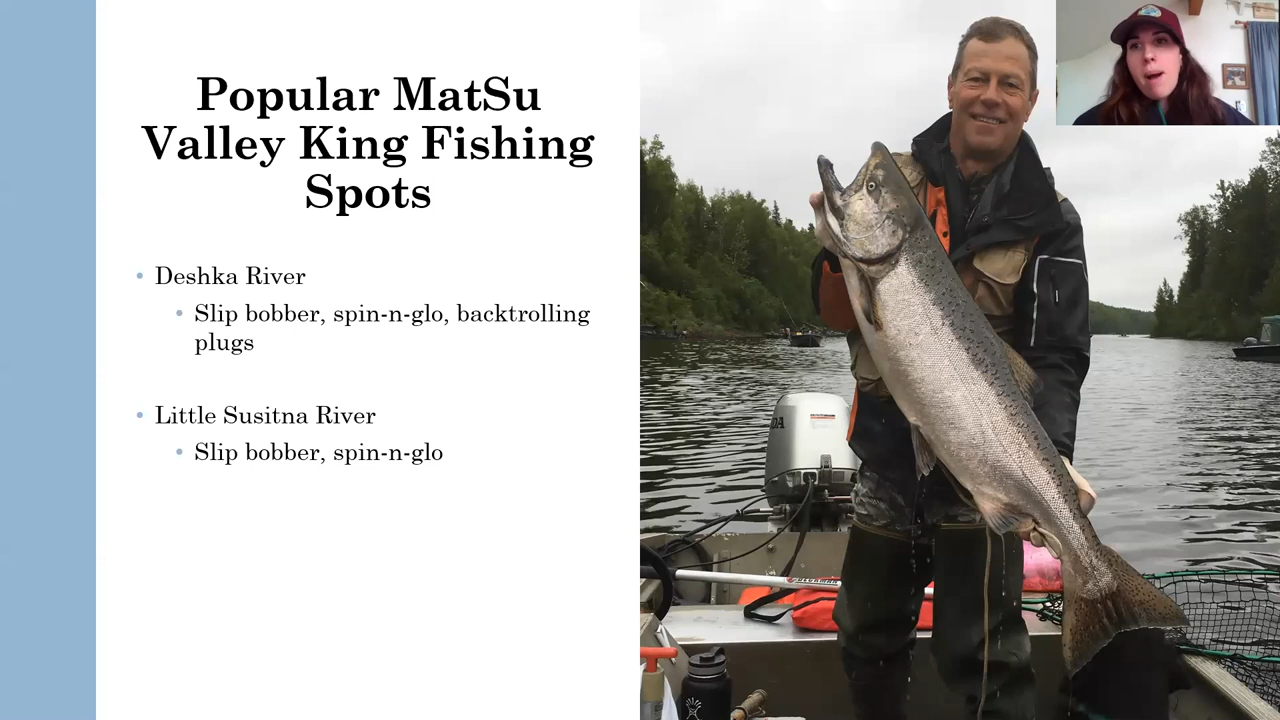 Popular MatSu
Valley King Fishing
Spots
• Deshka River
• Slip bobber, spin-n-glo, backtrolling
plugs
• Little Susitna River
• Slip bobber, spin-n-glo